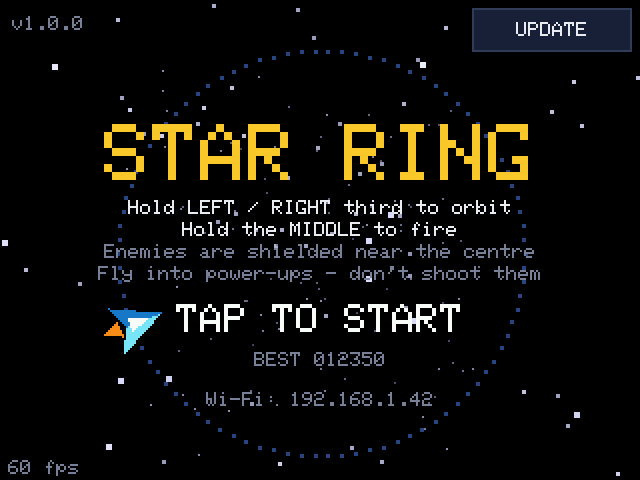 v1.0.0
UPDATE
STAR RING
Hold LEFT / RIGHT third to orbit
Hold the MIDDLE to fire
Enemies are shielded near the centre
Fly into power-ups - don't shoot them
TAP TO START
BEST 012350
Wi-Fi: 192.168.1.42
60 fps